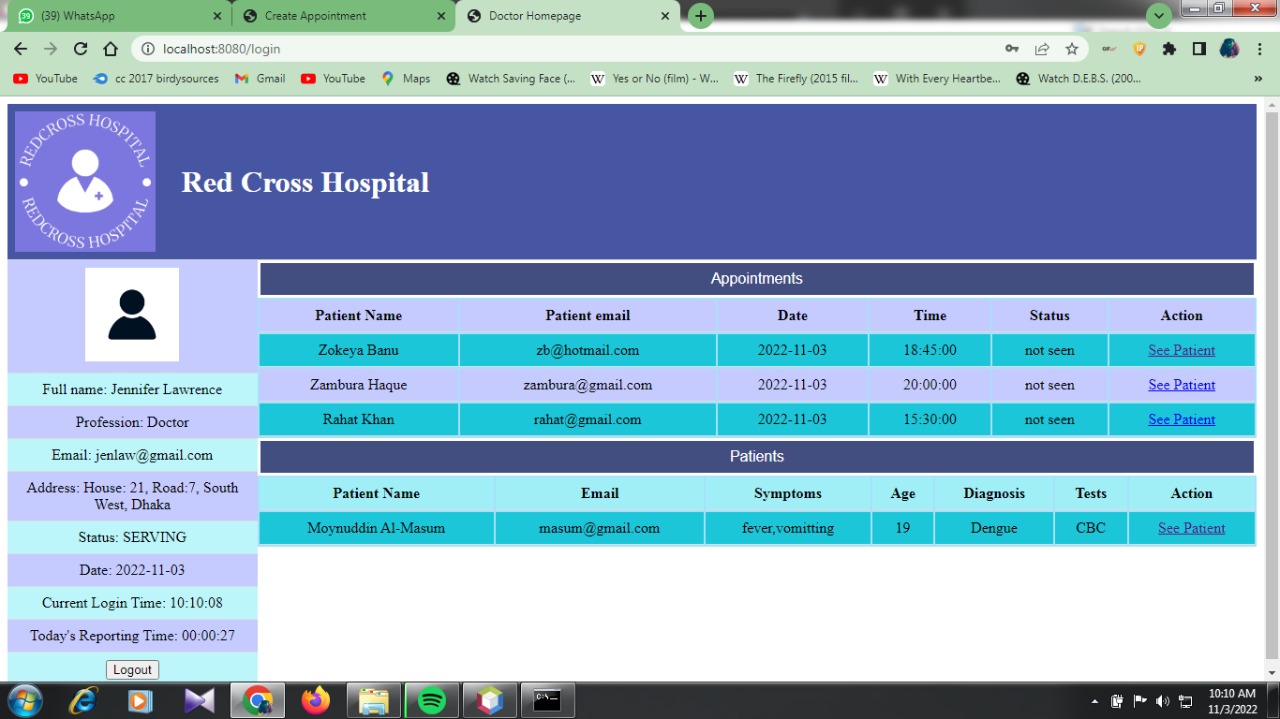 (39) WhatsApp
Create Appointment
Doctor Homepage
localhost:8080/login
YouTube
cc 2017 birdysources
Gmail
YouTube
Maps
Watch Saving Face (...
Yes or No (film) - W...
The Firefly (2015 fil...
With Every Heartbe...
Watch D.E.B.S. (200...
»
REDCROSS HOSPITAL
REDCROSS HOSPITAL
Red Cross Hospital
Full name: Jennifer Lawrence
Profession: Doctor
Email: jenlaw@gmail.com
Address: House: 21, Road:7, South
West, Dhaka
Status: SERVING
Date: 2022-11-03
Current Login Time: 10:10:08
Today's Reporting Time: 00:00:27
Logout
Appointments
Patient Name Patient email Date Time Status Action
Zokeya Banu zb@hotmail.com 2022-11-03 18:45:00 not seen See Patient
Zambura Haque zambura@gmail.com 2022-11-03 20:00:00 not seen See Patient
Rahat Khan rahat@gmail.com 2022-11-03 15:30:00 not seen See Patient
Patients
Patient Name Email Symptoms Age Diagnosis Tests Action
Moynuddin Al-Masum masum@gmail.com fever,vomitting 19 Dengue CBC See Patient
10:10 AM
11/3/2022